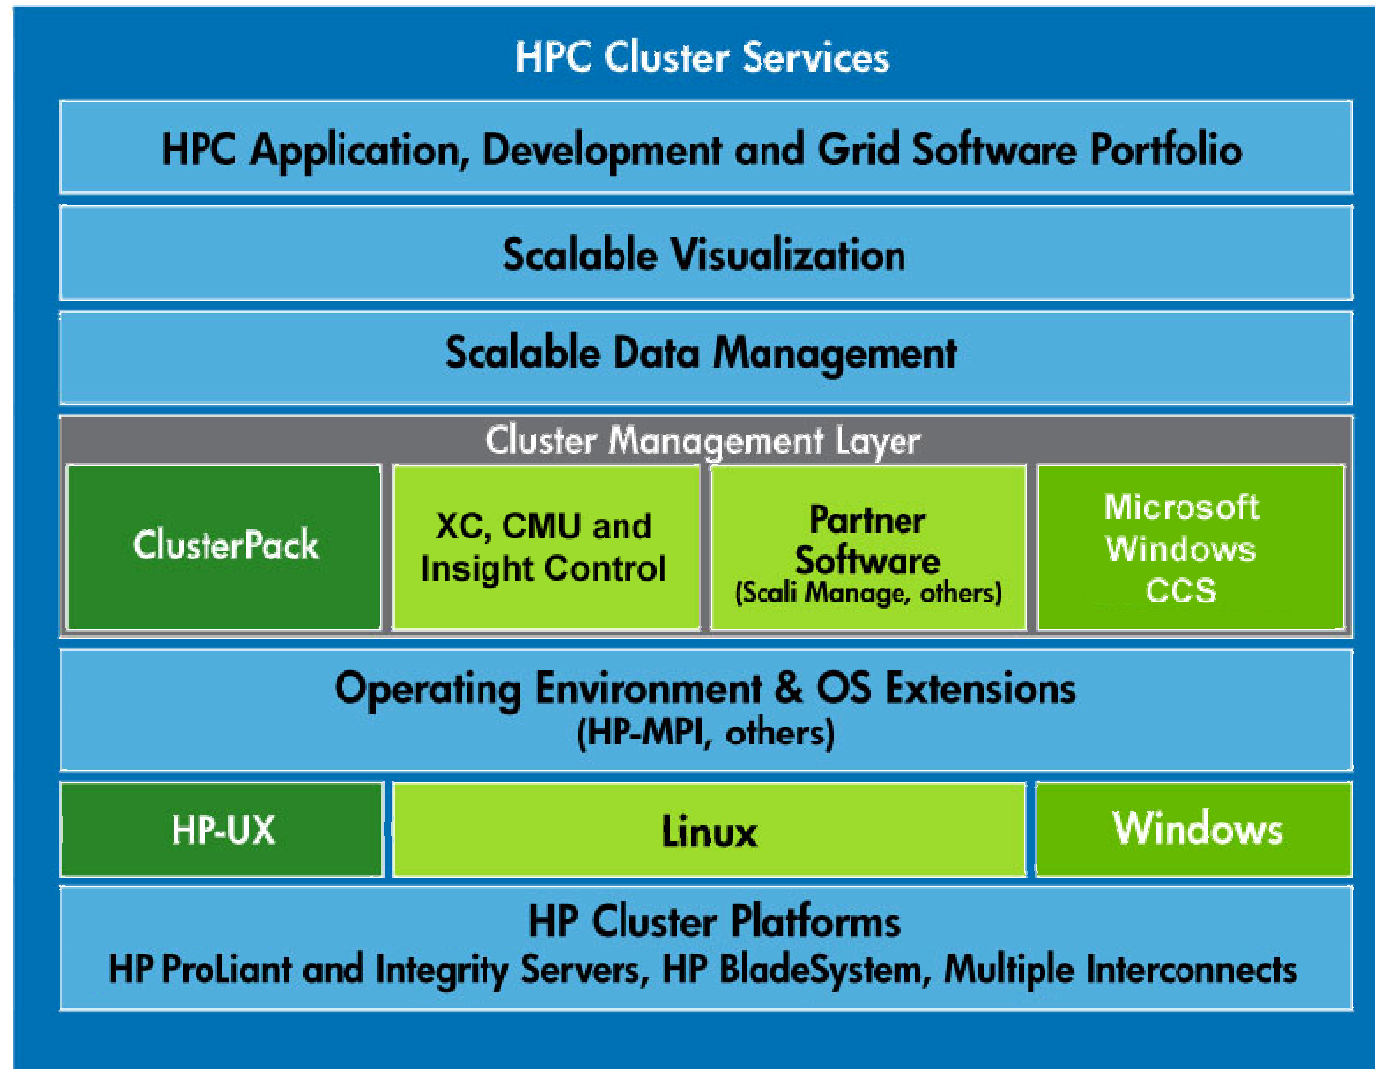 HPC Cluster Services
HPC Application, Development and Grid Software Portfolio
Scalable Visualization
Scalable Data Management
Cluster Management Layer
ClusterPack
XC, CMU and
Insight Control
Partner
Software
(Scali Manage, others)
Microsoft
Windows
CCS
Operating Environment & OS Extensions
(HP-MPI, others)
HP-UX
Linux
Windows
HP Cluster Platforms
HP ProLiant and Integrity Servers, HP BladeSystem, Multiple Interconnects